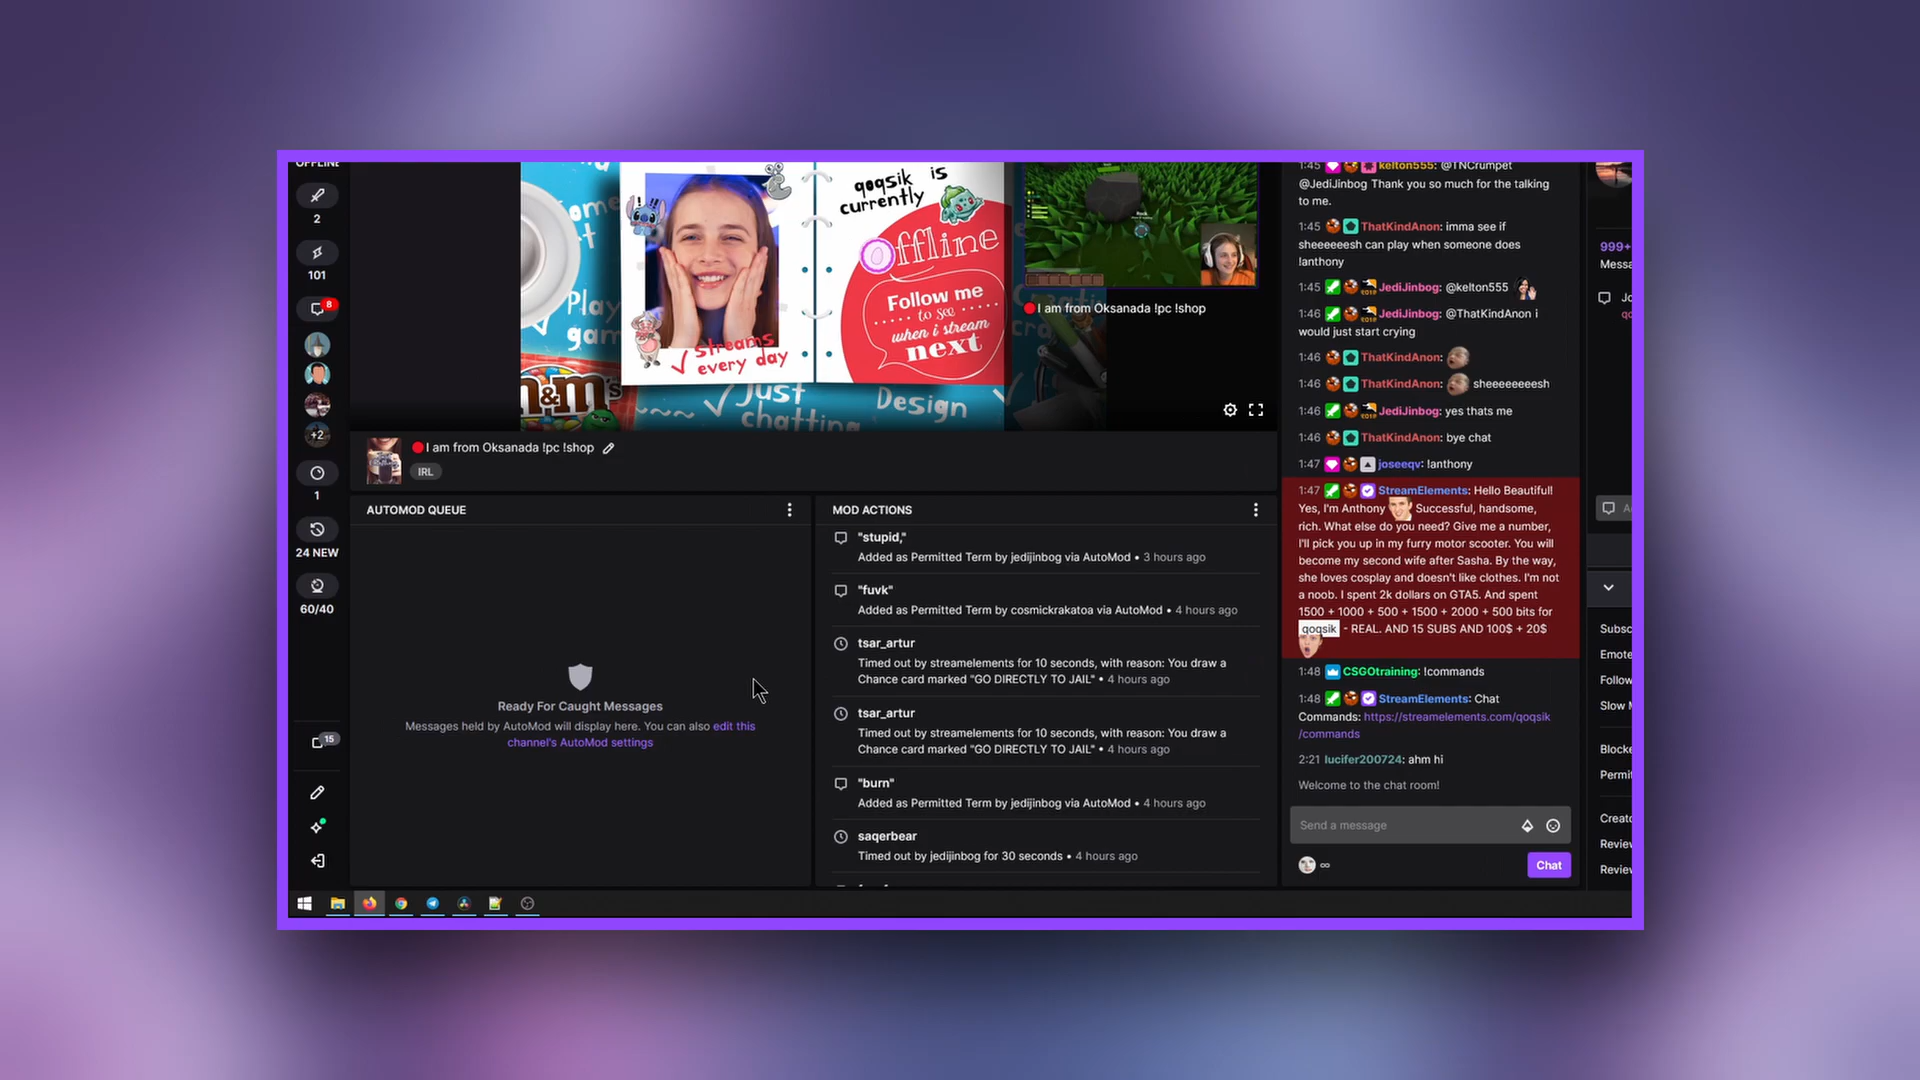 OFFLINE
2
101
8
+2
1
24 NEW
60/40
15
Play
m&m's
Streams
every day
qoqsik is
currently
Offline
Follow me
to see
when i stream
next
Just
chatting
Design
I am from Oksanada !pc !shop
I am from Oksanada !pc !shop
IRL
AUTOMOD QUEUE
Ready For Caught Messages
Messages held by AutoMod will display here. You can also edit this
channel's AutoMod settings
MOD ACTIONS
"stupid,"
Added as Permitted Term by jedijinbog via AutoMod • 3 hours ago
"fuvk"
Added as Permitted Term by cosmickrakatoa via AutoMod • 4 hours ago
tsar_artur
Timed out by streamelements for 10 seconds, with reason: You draw a
Chance card marked "GO DIRECTLY TO JAIL" • 4 hours ago
tsar_artur
Timed out by streamelements for 10 seconds, with reason: You draw a
Chance card marked "GO DIRECTLY TO JAIL" • 4 hours ago
"burn"
Added as Permitted Term by jedijinbog via AutoMod • 4 hours ago
saqerbear
Timed out by jedijinbog for 30 seconds • 4 hours ago
1:45 kelton555: @TNCrumpet
@JediJinbog Thank you so much for the talking
to me.
1:45 ThatKindAnon: imma see if
sheeeeeesh can play when someone does
!anthony
1:45 JediJinbog: @kelton555
1:46 JediJinbog: @ThatKindAnon i
would just start crying
1:46 ThatKindAnon:
1:46 ThatKindAnon: sheeeeeeesh
1:46 JediJinbog: yes thats me
1:46 ThatKindAnon: bye chat
1:47 joseeqv: !anthony
1:47 StreamElements: Hello Beautiful!
Yes, I'm Anthony Successful, handsome,
rich. What else do you need? Give me a number,
I'll pick you up in my furry motor scooter. You will
become my second wife after Sasha. By the way,
she loves cosplay and doesn't like clothes. I'm not
a noob. I spent 2k dollars on GTA5. And spent
1500 + 1000 + 500 + 1500 + 2000 + 500 bits for
qoqsik - REAL. AND 15 SUBS AND 100$ + 20$
1:48 CSGOtraining: !commands
1:48 StreamElements: Chat
Commands: https://streamelements.com/qoqsik
/commands
2:21 lucifer200724: ahm hi
Welcome to the chat room!
Send a message
Chat
999+
Messa
Subsc
Emote
Follow
Slow M
Blocke
Permit
Creato
Review
Review